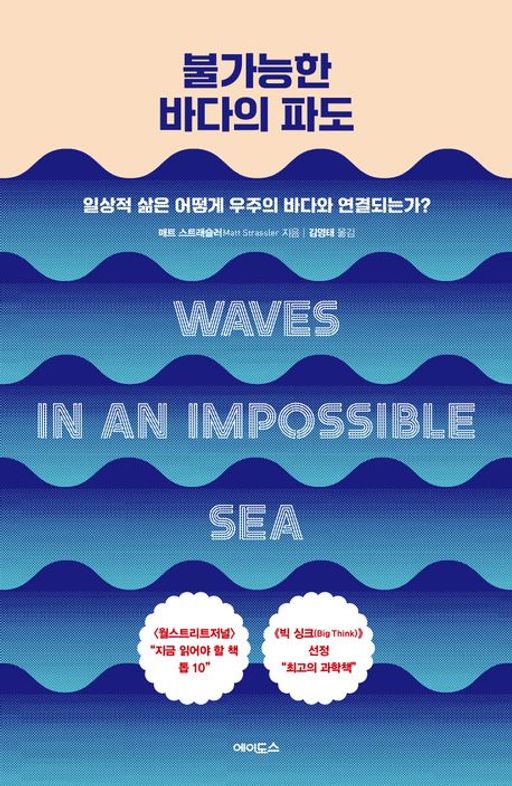 불가능한
바다의 파도
일상적 삶은 어떻게 우주의 바다와 연결되는가?
매트 스트래슬러Matt Strassler 지음 | 김영태 옮김
WAVES
IN AN IMPOSSIBLE
SEA
〈월스트리트저널〉
“지금 읽어야 할 책
톱 10”
《빅 싱크(Big Think)》
선정
“최고의 과학책”
에이도스